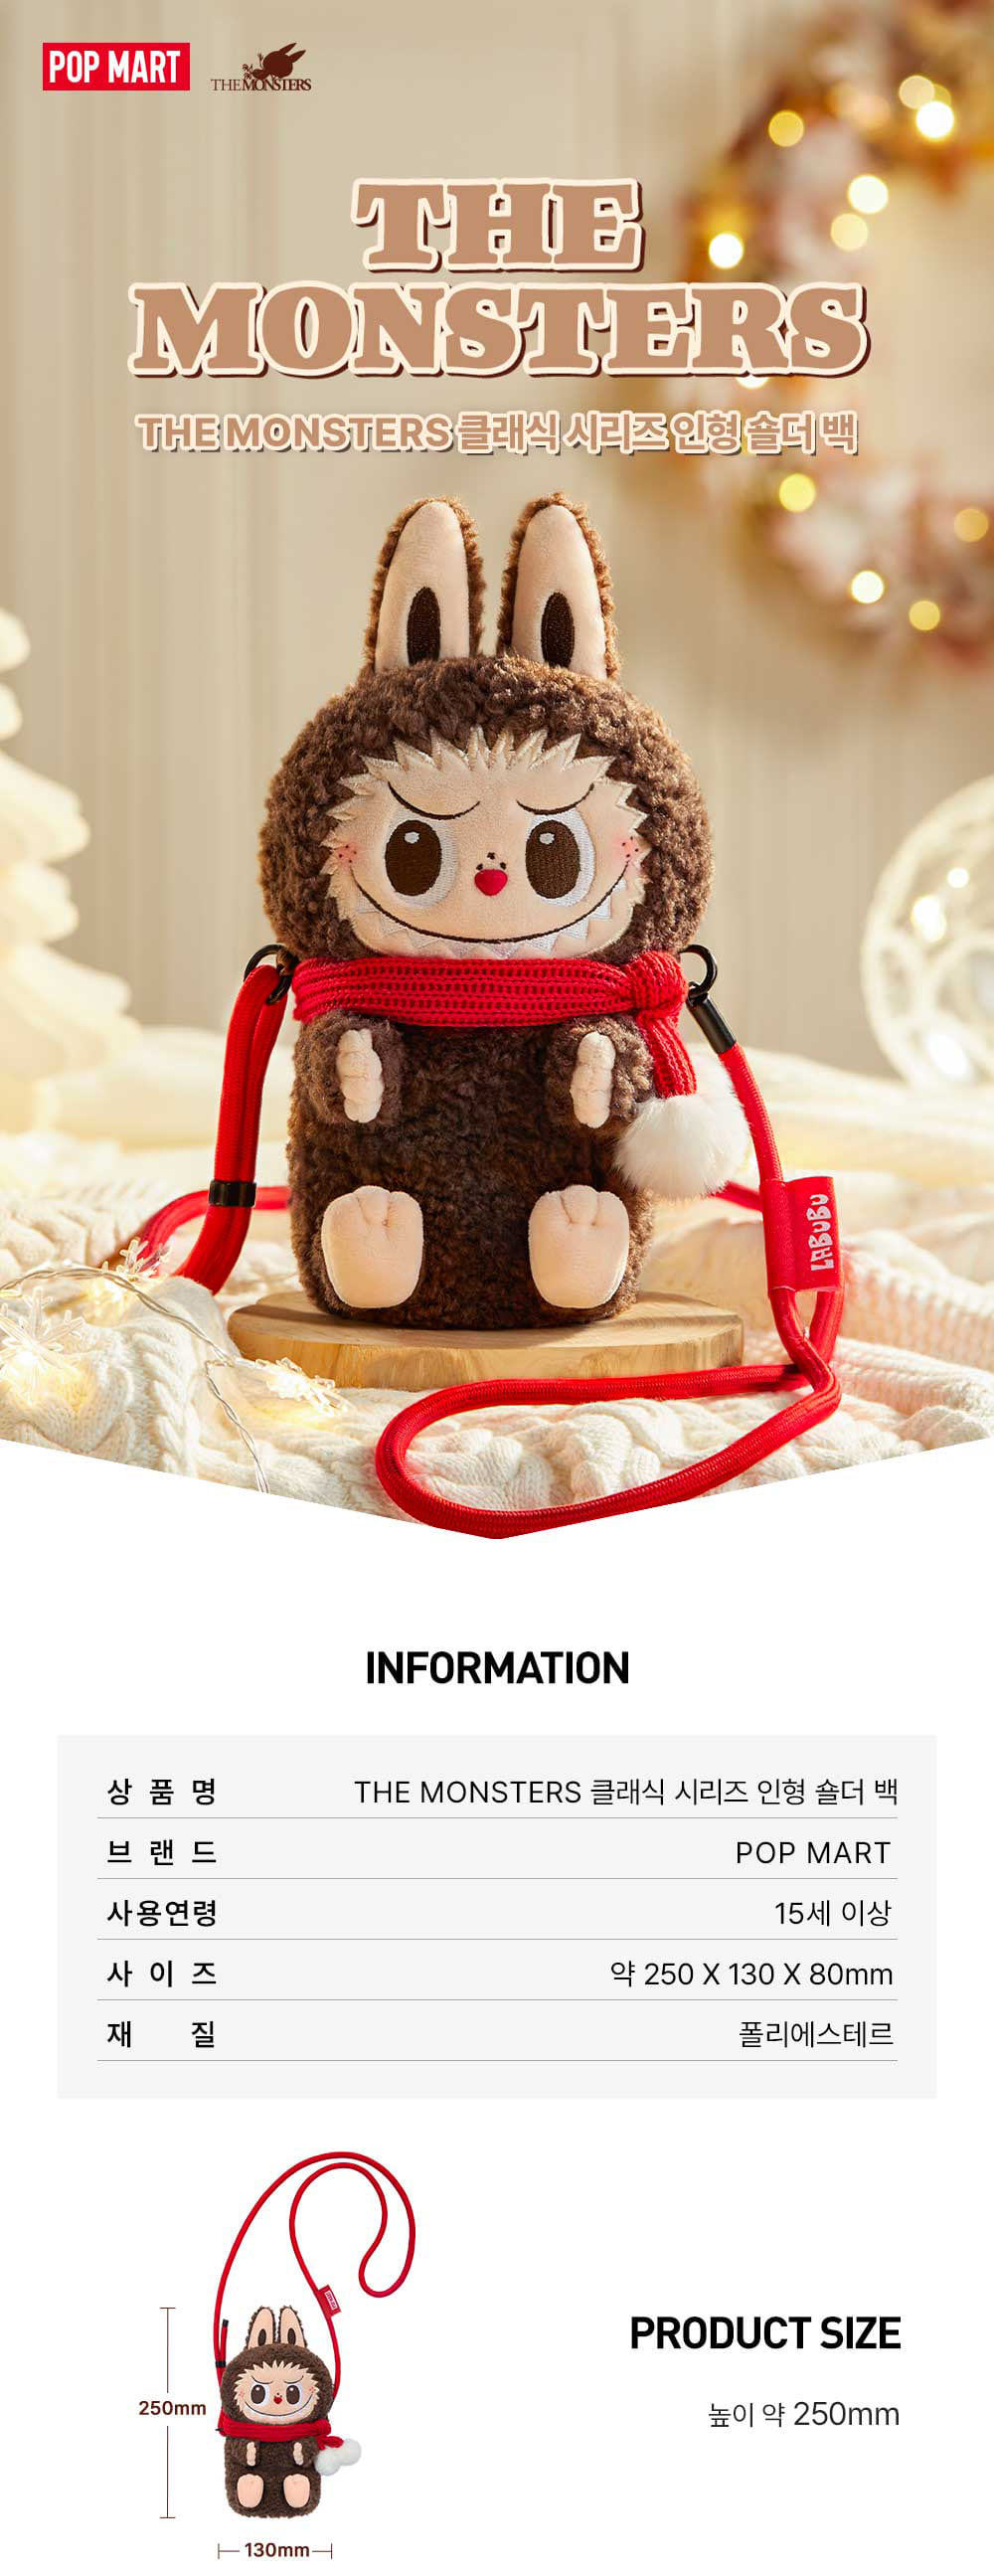 POP MART
THE MONSTERS
THE
MONSTERS
THE MONSTERS 클래식 시리즈 인형 숄더 백
LABUBU
INFORMATION
상 품 명 THE MONSTERS 클래식 시리즈 인형 숄더 백
브 랜 드 POP MART
사용연령 15세 이상
사 이 즈 약 250 X 130 X 80mm
재 질 폴리에스테르
PRODUCT SIZE
250mm
높이 약 250mm
130mm